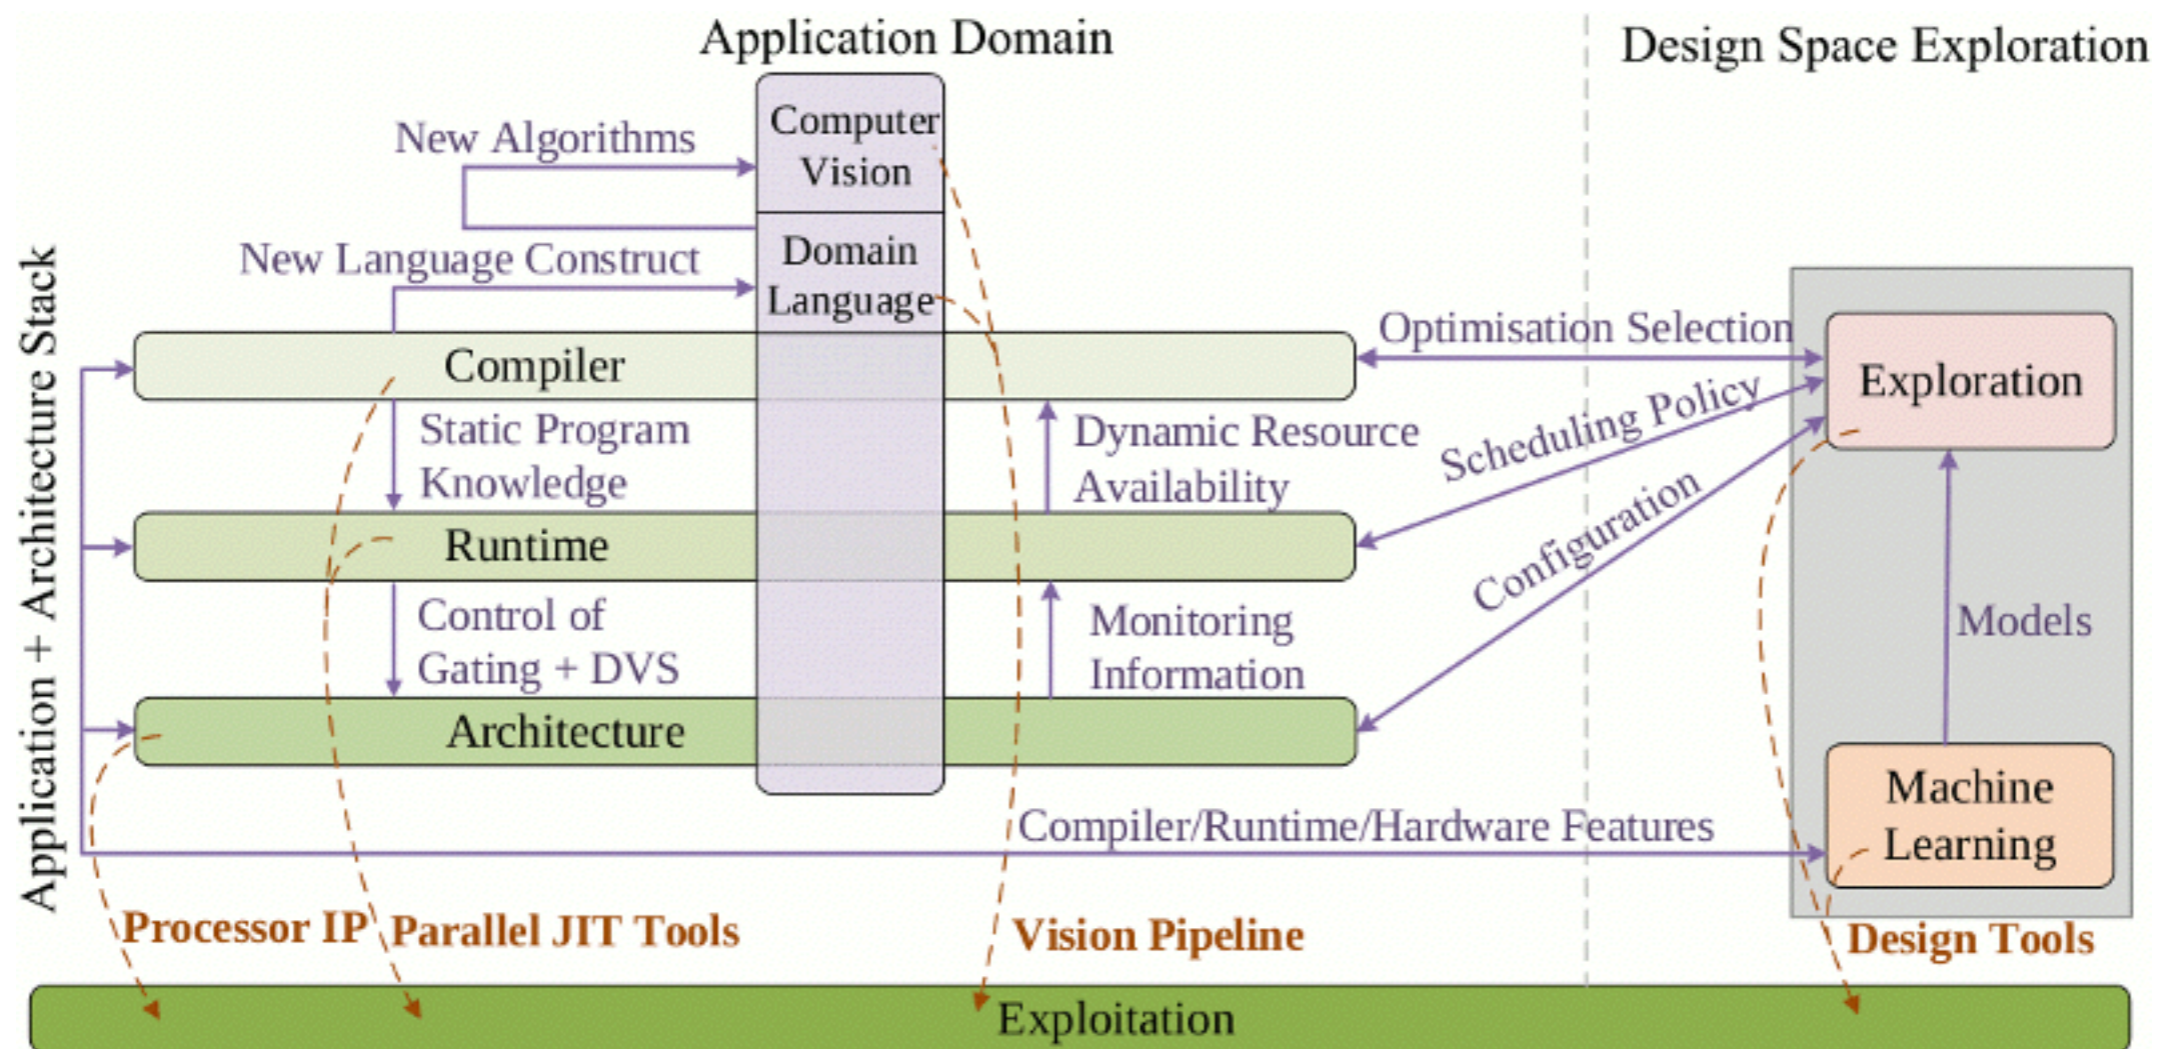 Application Domain
Design Space Exploration
Computer
Vision
New Algorithms
Domain
Language
New Language Construct
Application + Architecture Stack
Compiler
Optimisation Selection
Exploration
Static Program
Knowledge
Dynamic Resource
Availability
Scheduling Policy
Runtime
Configuration
Control of
Gating + DVS
Monitoring
Information
Models
Architecture
Machine
Learning
Compiler/Runtime/Hardware Features
Processor IP
Parallel JIT Tools
Vision Pipeline
Design Tools
Exploitation